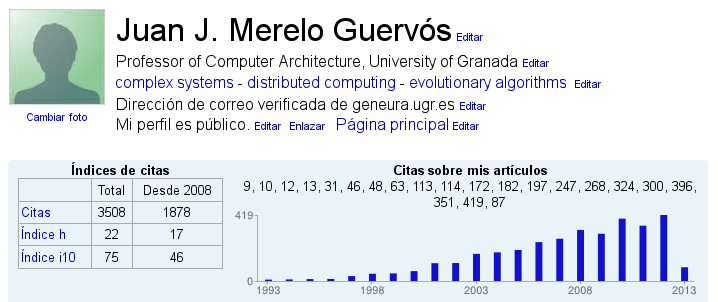 Juan J. Merelo Guervós Editar
Professor of Computer Architecture, University of Granada Editar
complex systems - distributed computing - evolutionary algorithms Editar
Dirección de correo verificada de geneura.ugr.es Editar
Mi perfil es público. Editar Enlazar Página principal Editar
Cambiar foto
Índices de citas
Total Desde 2008
Citas 3508 1878
Índice h 22 17
Índice i10 75 46
Citas sobre mis artículos
9, 10, 12, 13, 31, 46, 48, 63, 113, 114, 172, 182, 197, 247, 268, 324, 300, 396,
351, 419, 87
419
0
1993 1998 2003 2008 2013